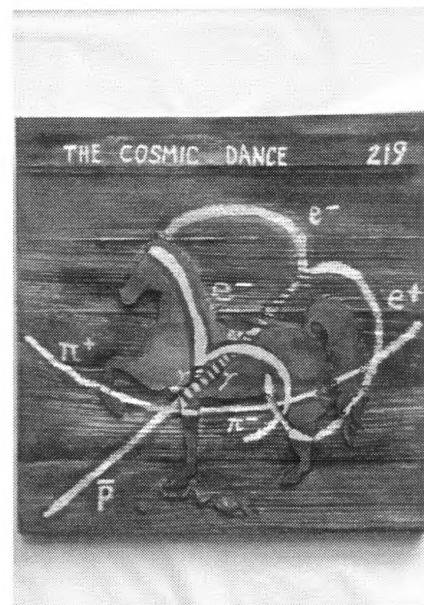 THE COSMIC DANCE 219
e−
e− e+
π+
γ γ
π−
p̅